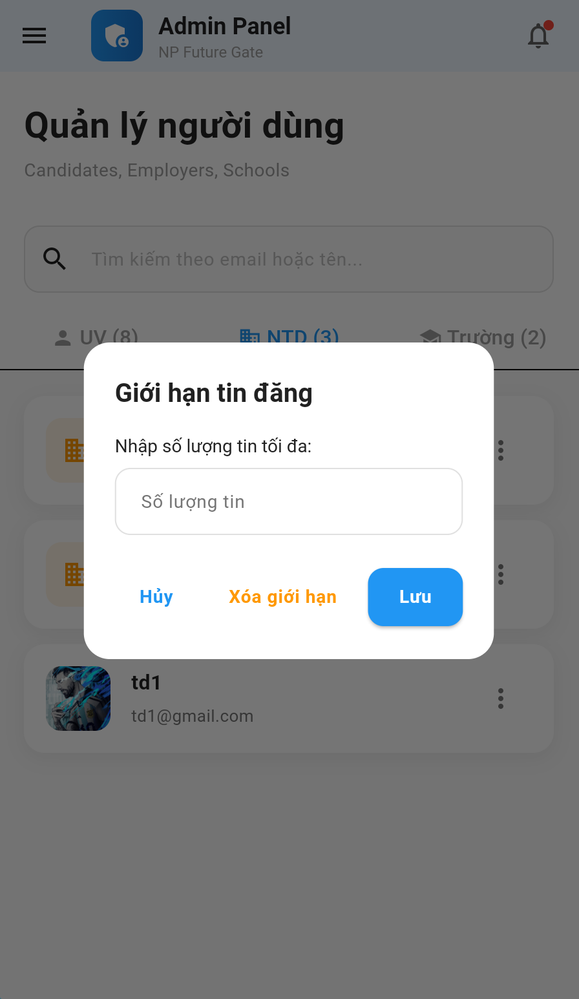 Admin Panel
NP Future Gate
Quản lý người dùng
Candidates, Employers, Schools
Tìm kiếm theo email hoặc tên...
UV (8)
NTD (3)
Trường (2)
Giới hạn tin đăng
Nhập số lượng tin tối đa:
Số lượng tin
Hủy
Xóa giới hạn
Lưu
td1
td1@gmail.com